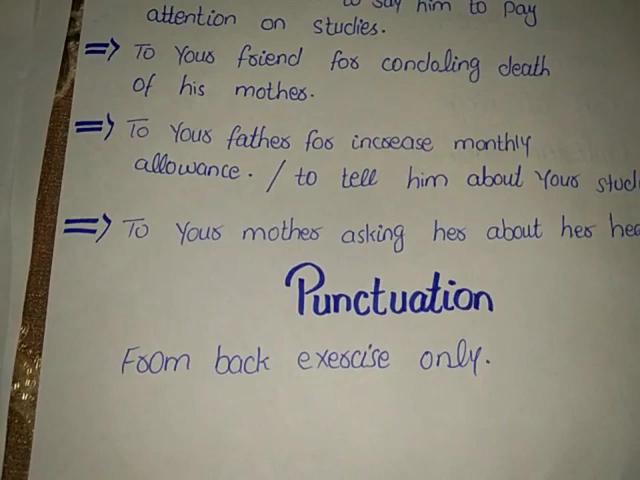 to say him to pay
attention on studies.
⇒ To Your friend for condoling death
of his mother.
⇒ To Your father for increase monthly
allowance. / to tell him about Your
⇒ To Your mother asking her about her
Punctuation
From back exercise only.